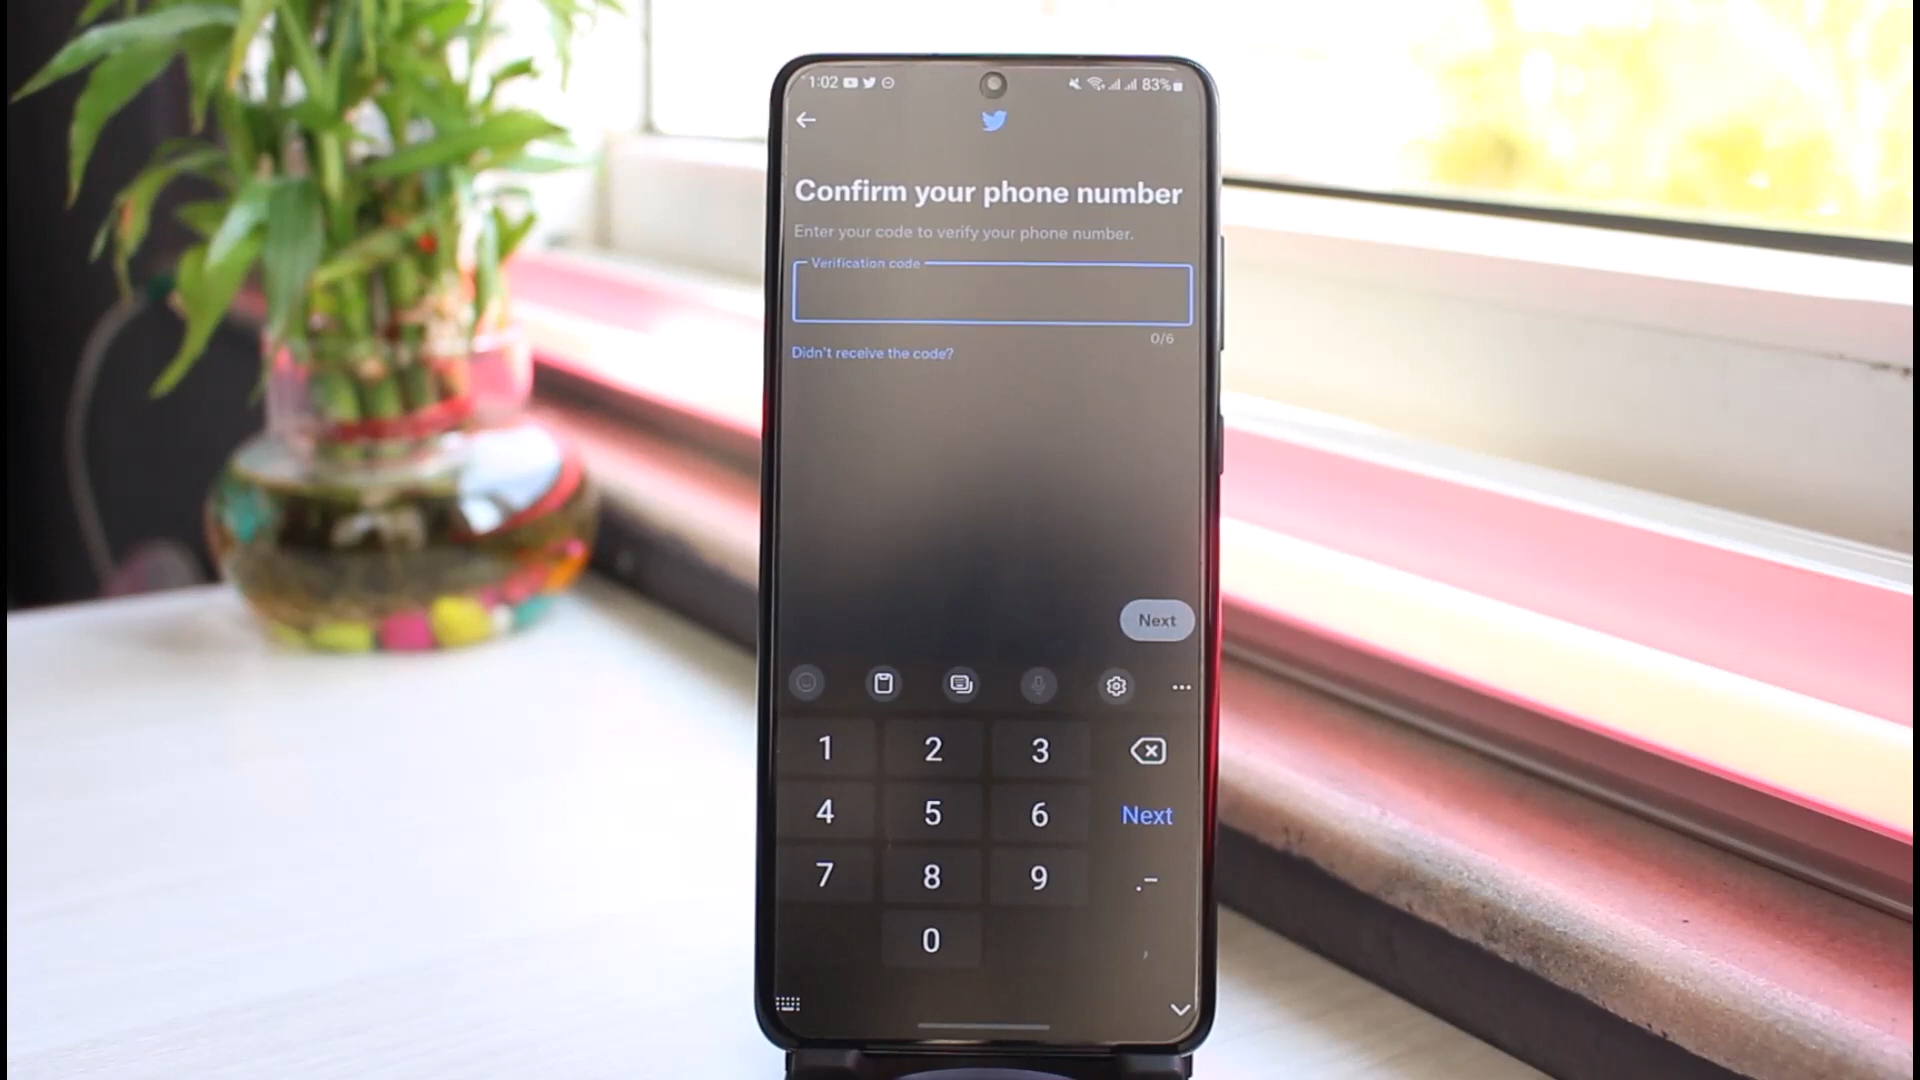 1:02 83%
Confirm your phone number
Enter your code to verify your phone number.
Verification code
0/6
Didn't receive the code?
Next
1 2 3
4 5 6 Next
7 8 9 .-
0 ,